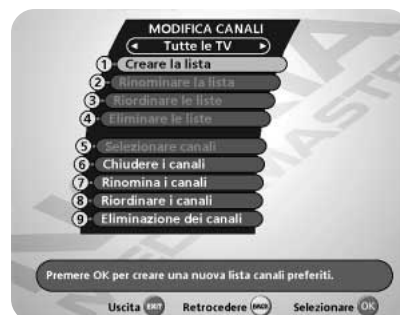 MODIFICA CANALI
Tutte le TV
1 Creare la lista
2 Rinominare la lista
3 Riordinare le liste
4 Eliminare le liste
5 Selezionare canali
6 Chiudere i canali
7 Rinomina i canali
8 Riordinare i canali
9 Eliminazione dei canali
Premere OK per creare una nuova lista canali preferiti.
Uscita EXIT Retrocedere BACK Selezionare OK